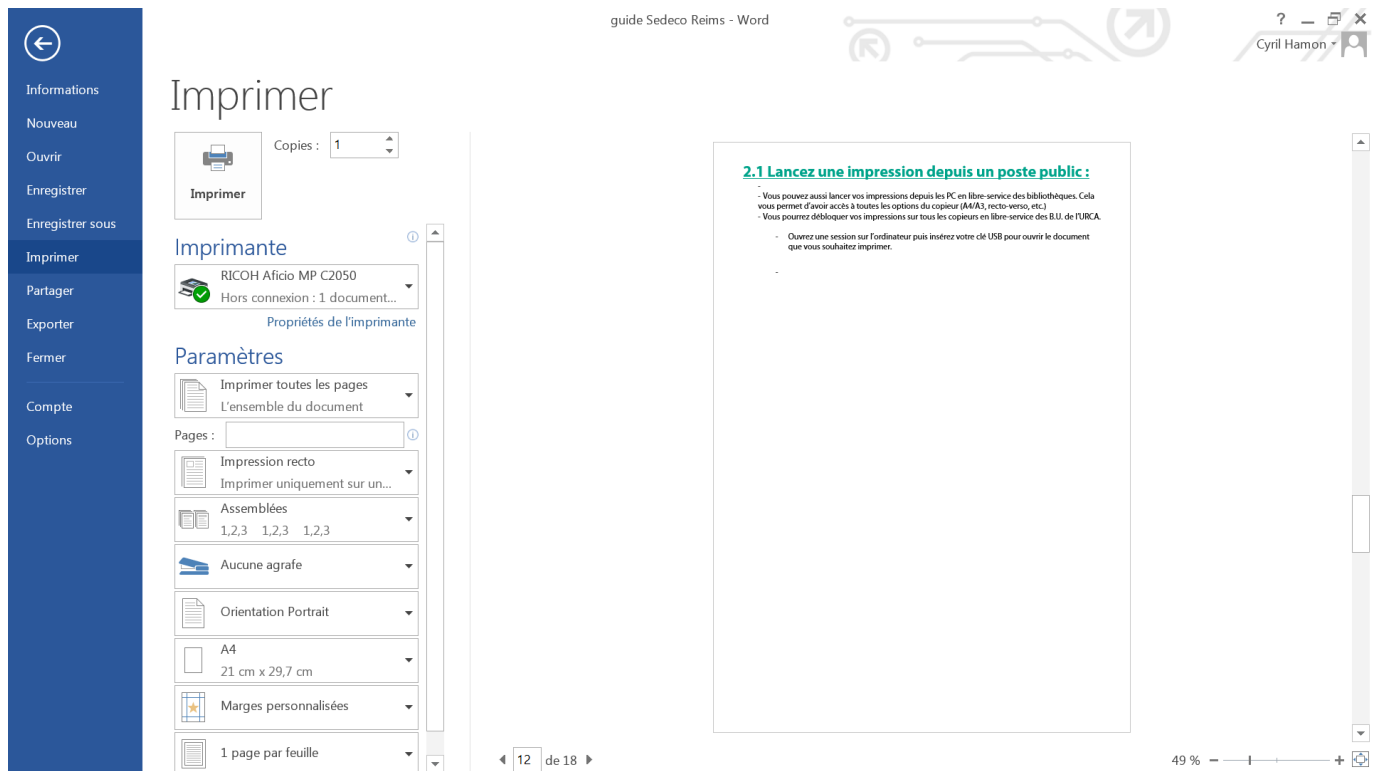 guide Sedeco Reims - Word
?
Cyril Hamon
Informations
Nouveau
Ouvrir
Enregistrer
Enregistrer sous
Imprimer
Partager
Exporter
Fermer
Compte
Options
Imprimer
Imprimer
Copies :
1
Imprimante
RICOH Aficio MP C2050
Hors connexion : 1 document...
Propriétés de l'imprimante
Paramètres
Imprimer toutes les pages
L'ensemble du document
Pages :
Impression recto
Imprimer uniquement sur un...
Assemblées
1,2,3 1,2,3 1,2,3
Aucune agrafe
Orientation Portrait
A4
21 cm x 29,7 cm
Marges personnalisées
1 page par feuille
2.1 Lancez une impression depuis un poste public :
-
- Vous pouvez aussi lancer vos impressions depuis les PC en libre-service des bibliothèques. Cela
vous permet d'avoir accès à toutes les options du copieur (A4/A3, recto-verso, etc.)
- Vous pourrez débloquer vos impressions sur tous les copieurs en libre-service des B.U. de l'URCA.
- Ouvrez une session sur l'ordinateur puis insérez votre clé USB pour ouvrir le document
que vous souhaitez imprimer.
-
12 de 18
49 %